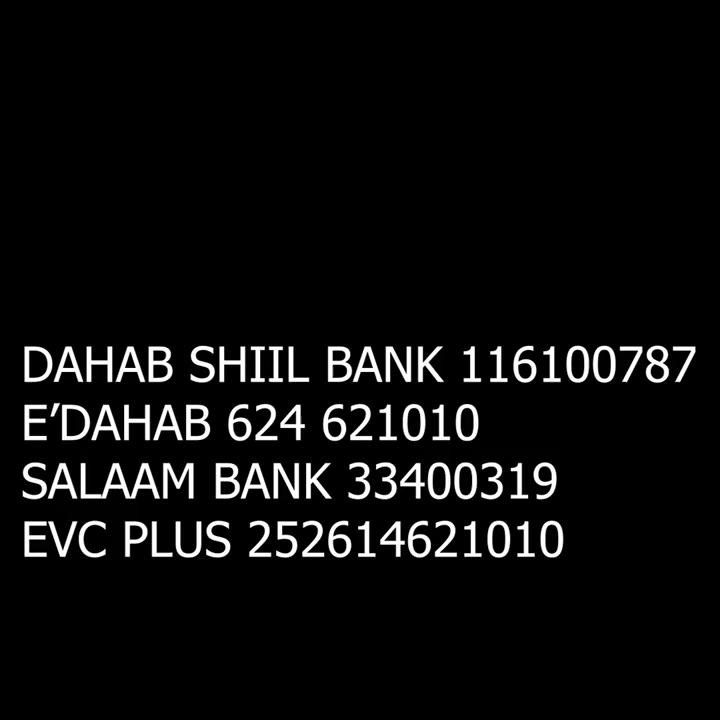 DAHAB SHIIL BANK 116100787
E’DAHAB 624 621010
SALAAM BANK 33400319
EVC PLUS 252614621010